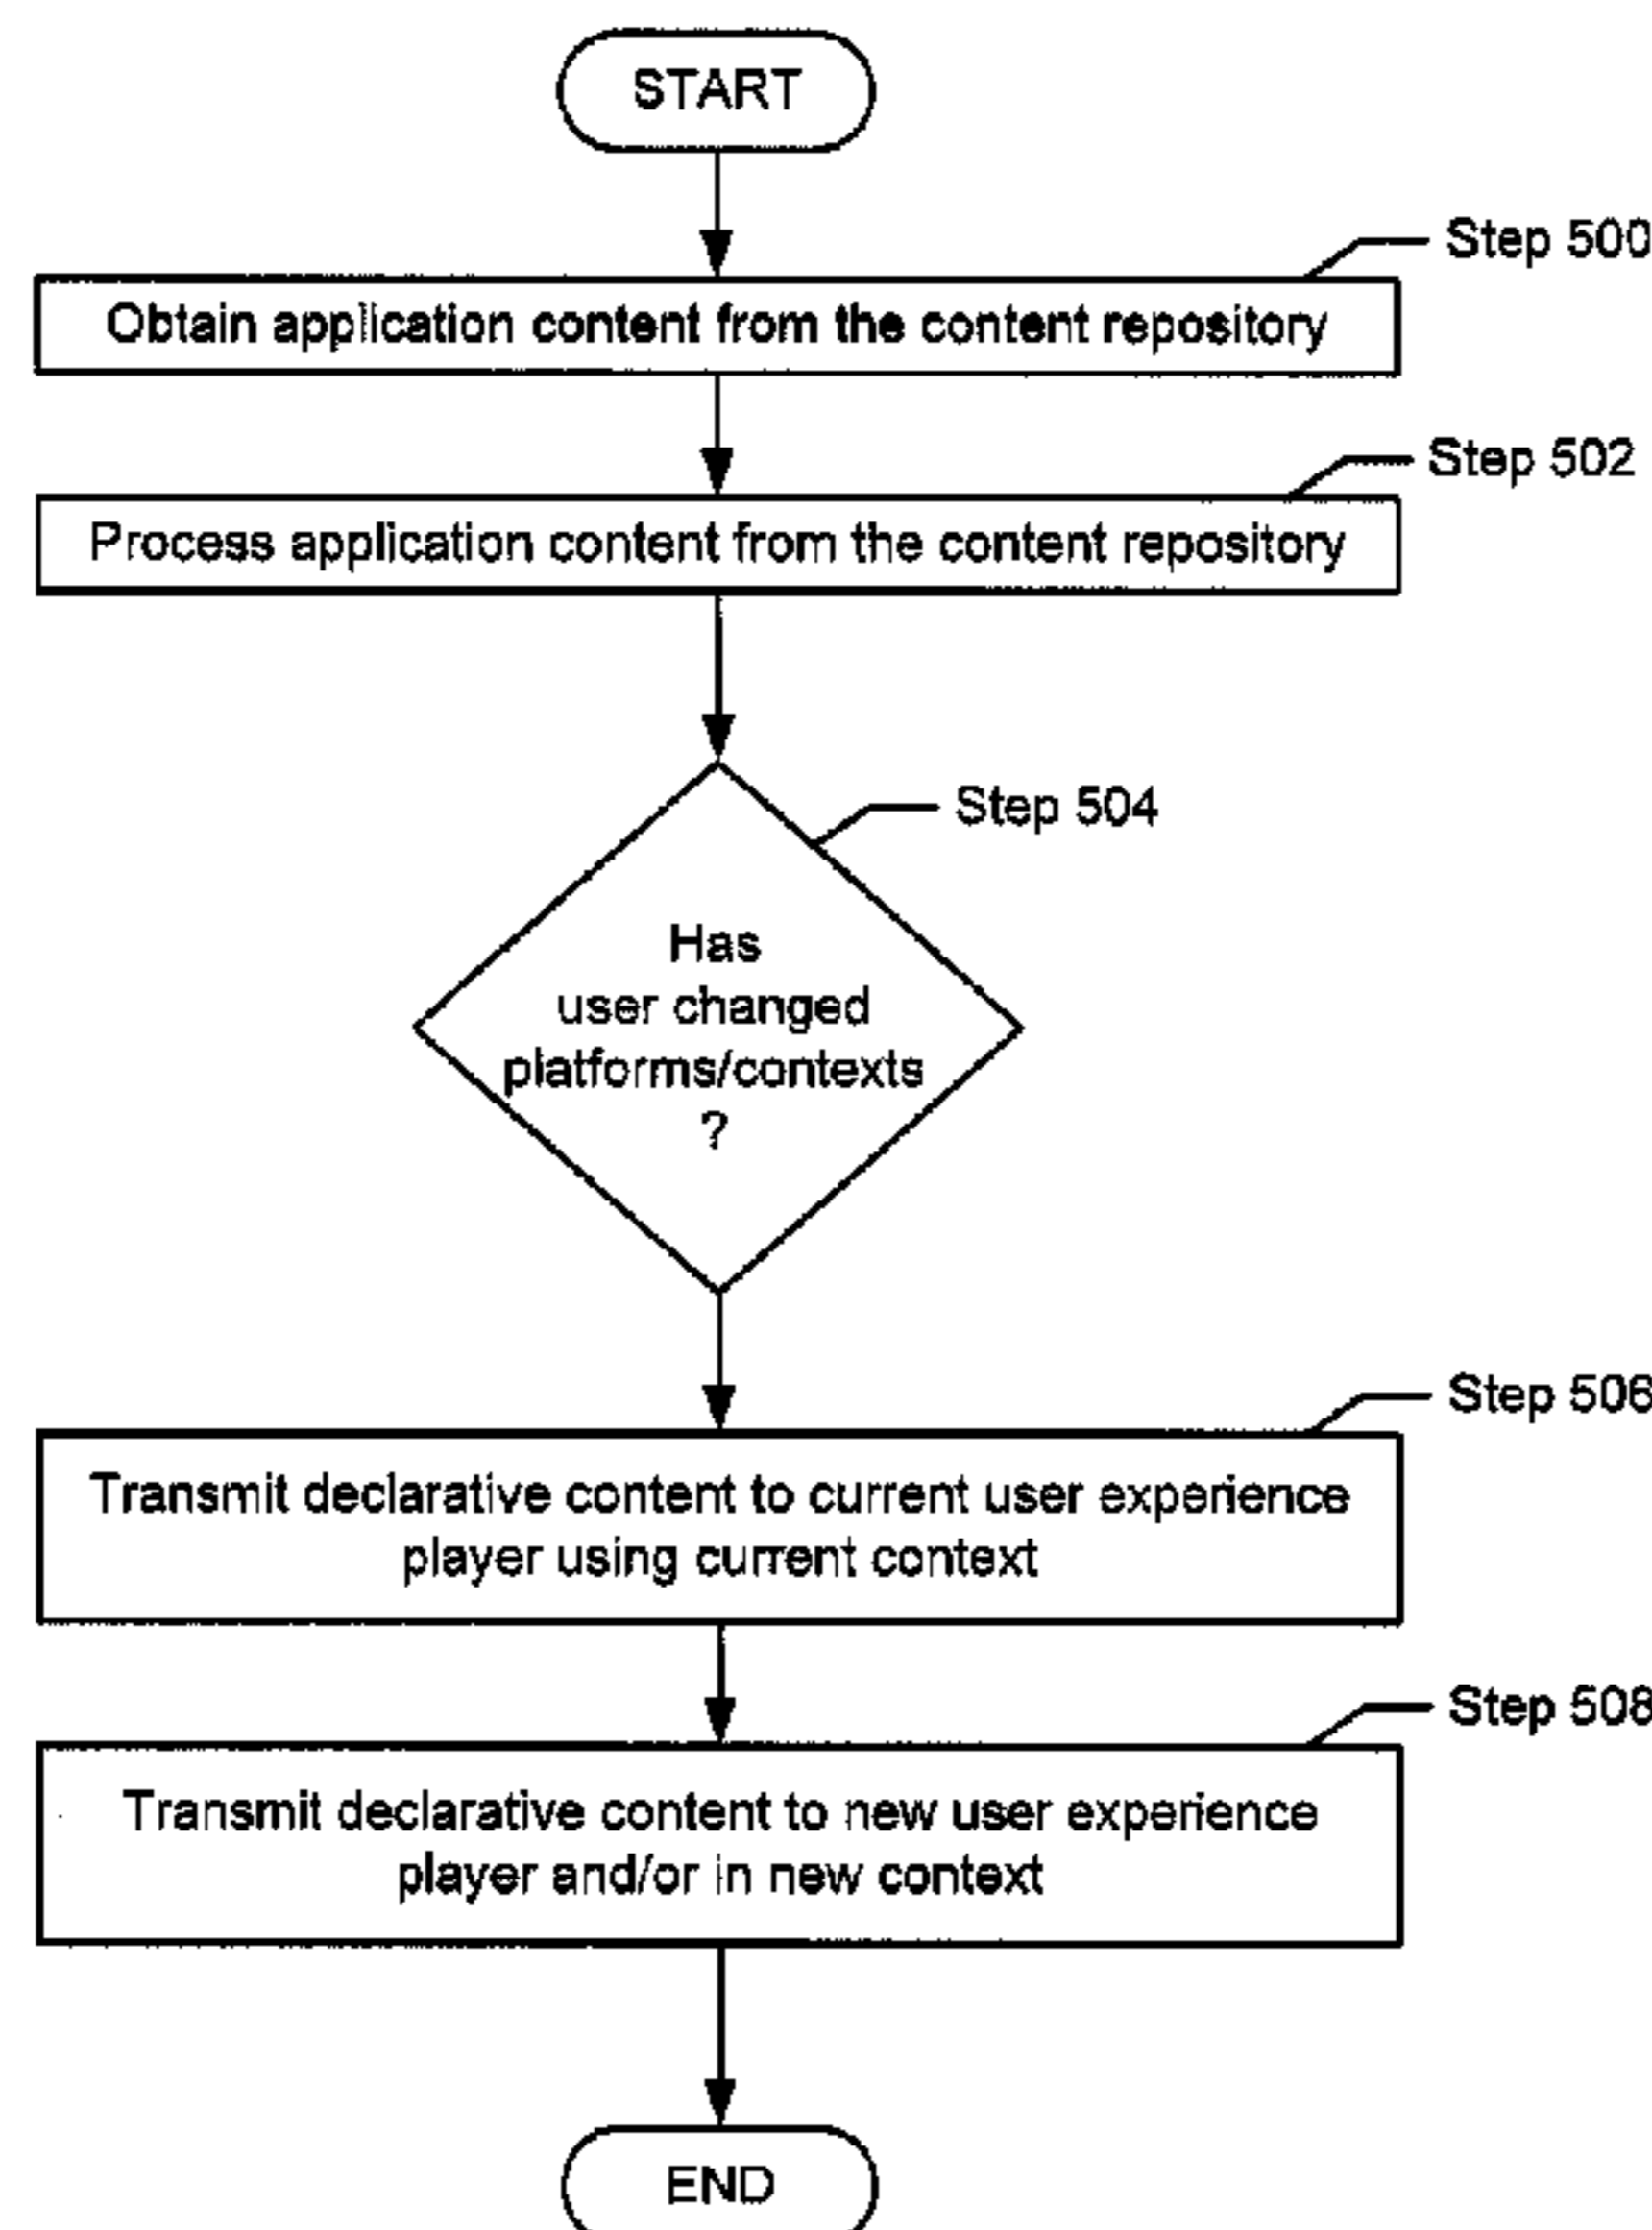 START
Step 500
Obtain application content from the content repository
Step 502
Process application content from the content repository
Step 504
Has
user changed
platforms/contexts
?
Step 506
Transmit declarative content to current user experience
player using current context
Step 508
Transmit declarative content to new user experience
player and/or in new context
END